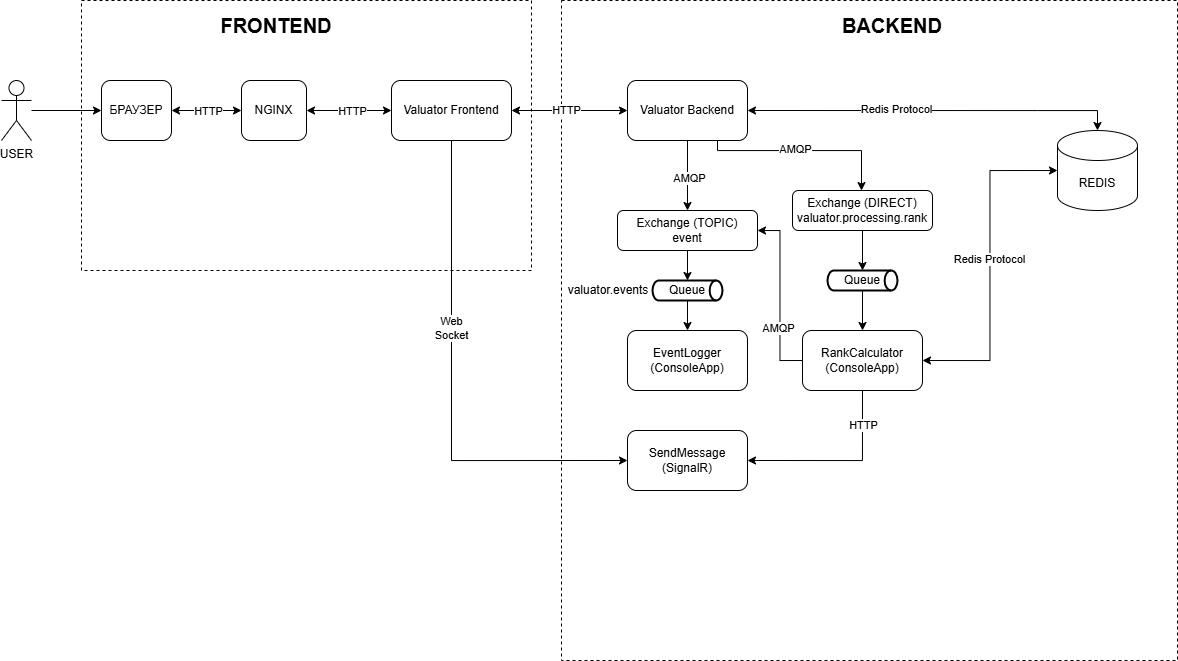 FRONTEND
BACKEND
USER
БРАУЗЕР
HTTP
NGINX
HTTP
Valuator Frontend
HTTP
Valuator Backend
Redis Protocol
REDIS
AMQP
AMQP
Exchange (DIRECT)
valuator.processing.rank
Exchange (TOPIC)
event
Redis Protocol
Queue
valuator.events
Queue
Web
Socket
AMQP
EventLogger
(ConsoleApp)
RankCalculator
(ConsoleApp)
HTTP
SendMessage
(SignalR)